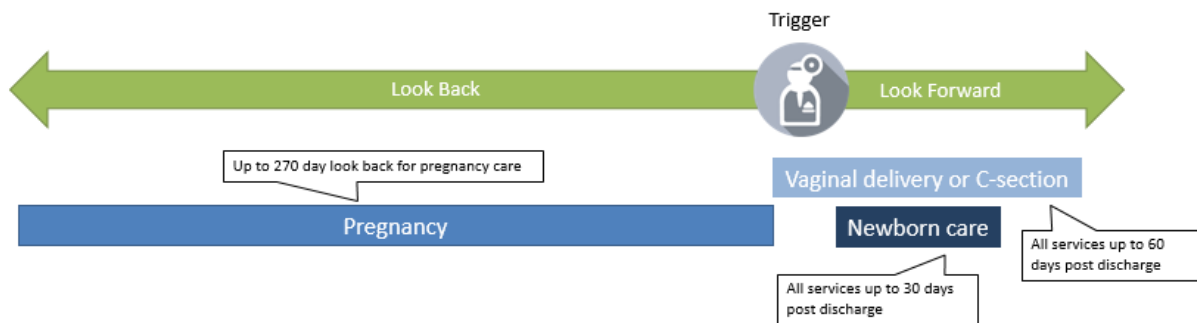 Trigger
Look Back
Look Forward
Up to 270 day look back for pregnancy care
Vaginal delivery or C-section
Pregnancy
Newborn care
All services up to 60
days post discharge
All services up to 30 days
post discharge